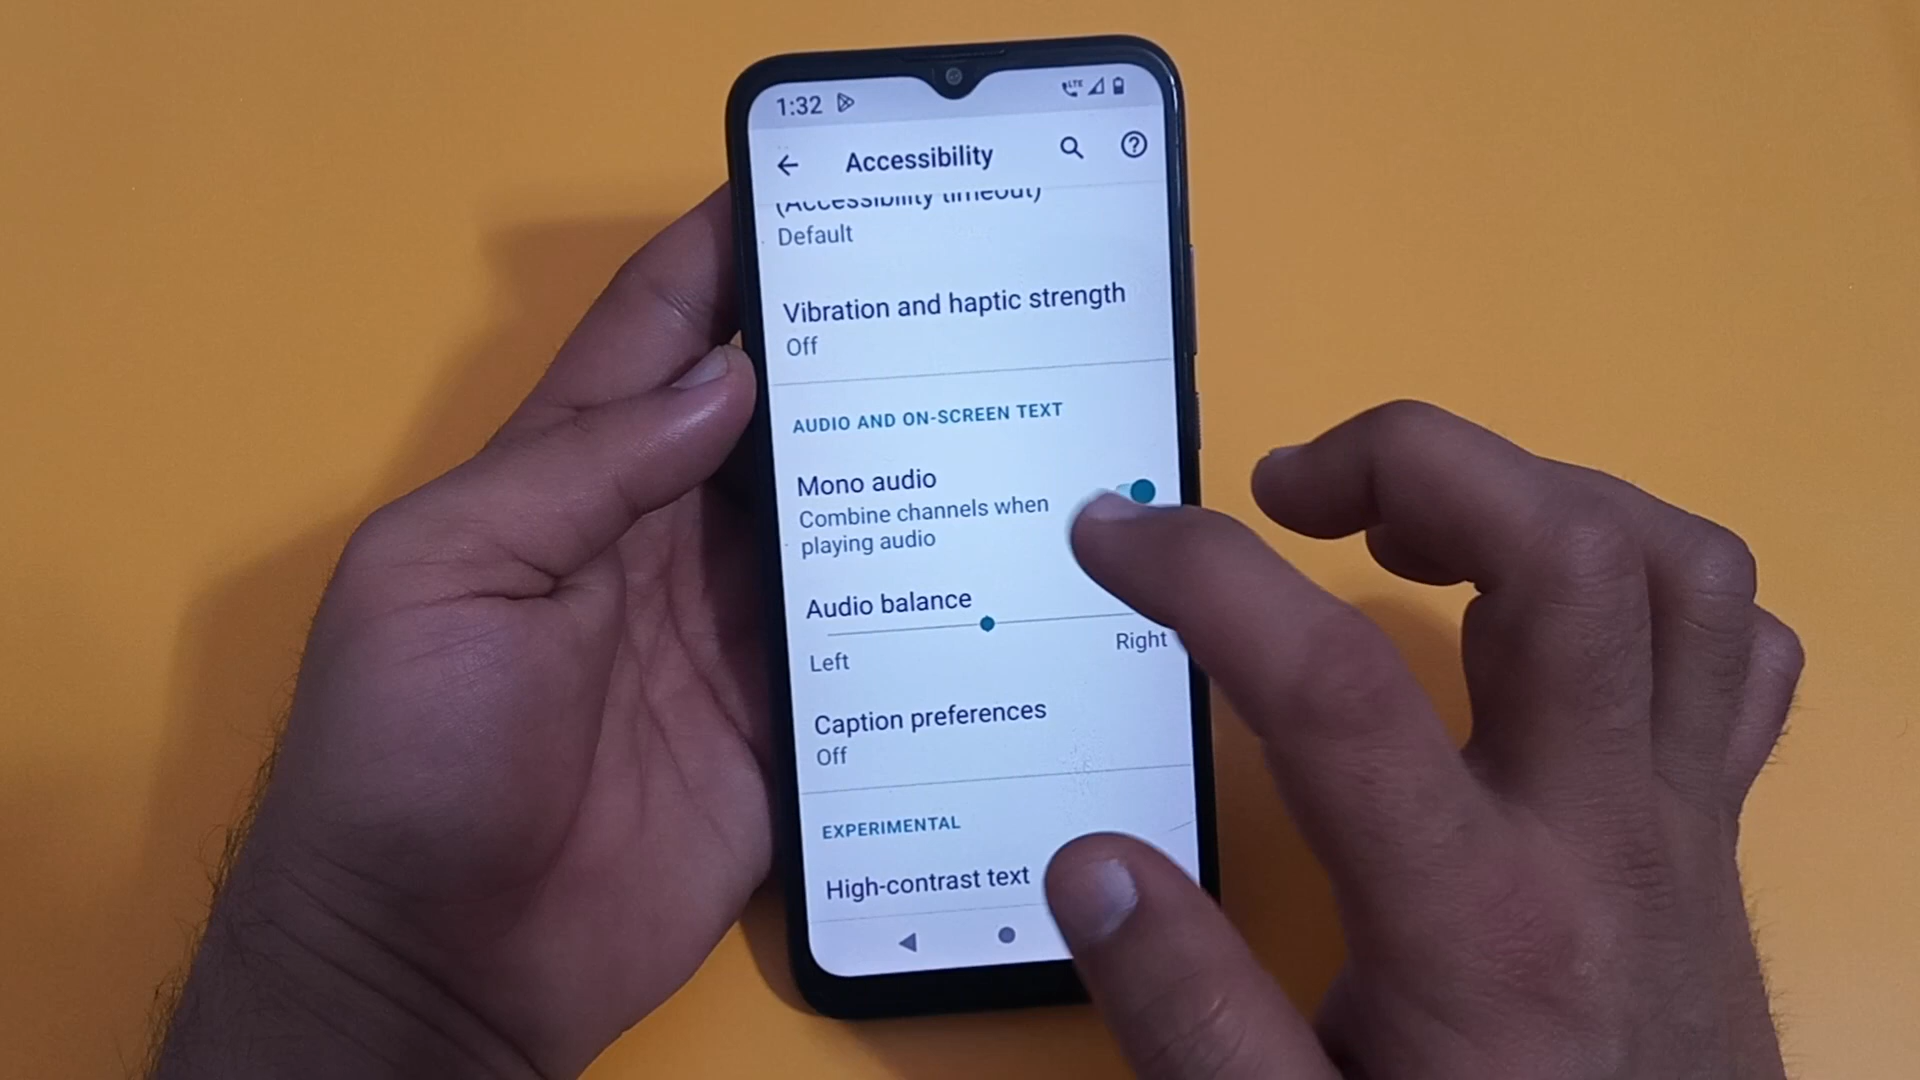 1:32 LTE
Accessibility
(Accessibility timeout)
Default
Vibration and haptic strength
Off
AUDIO AND ON-SCREEN TEXT
Mono audio
Combine channels when
playing audio
Audio balance
Left Right
Caption preferences
Off
EXPERIMENTAL
High-contrast text